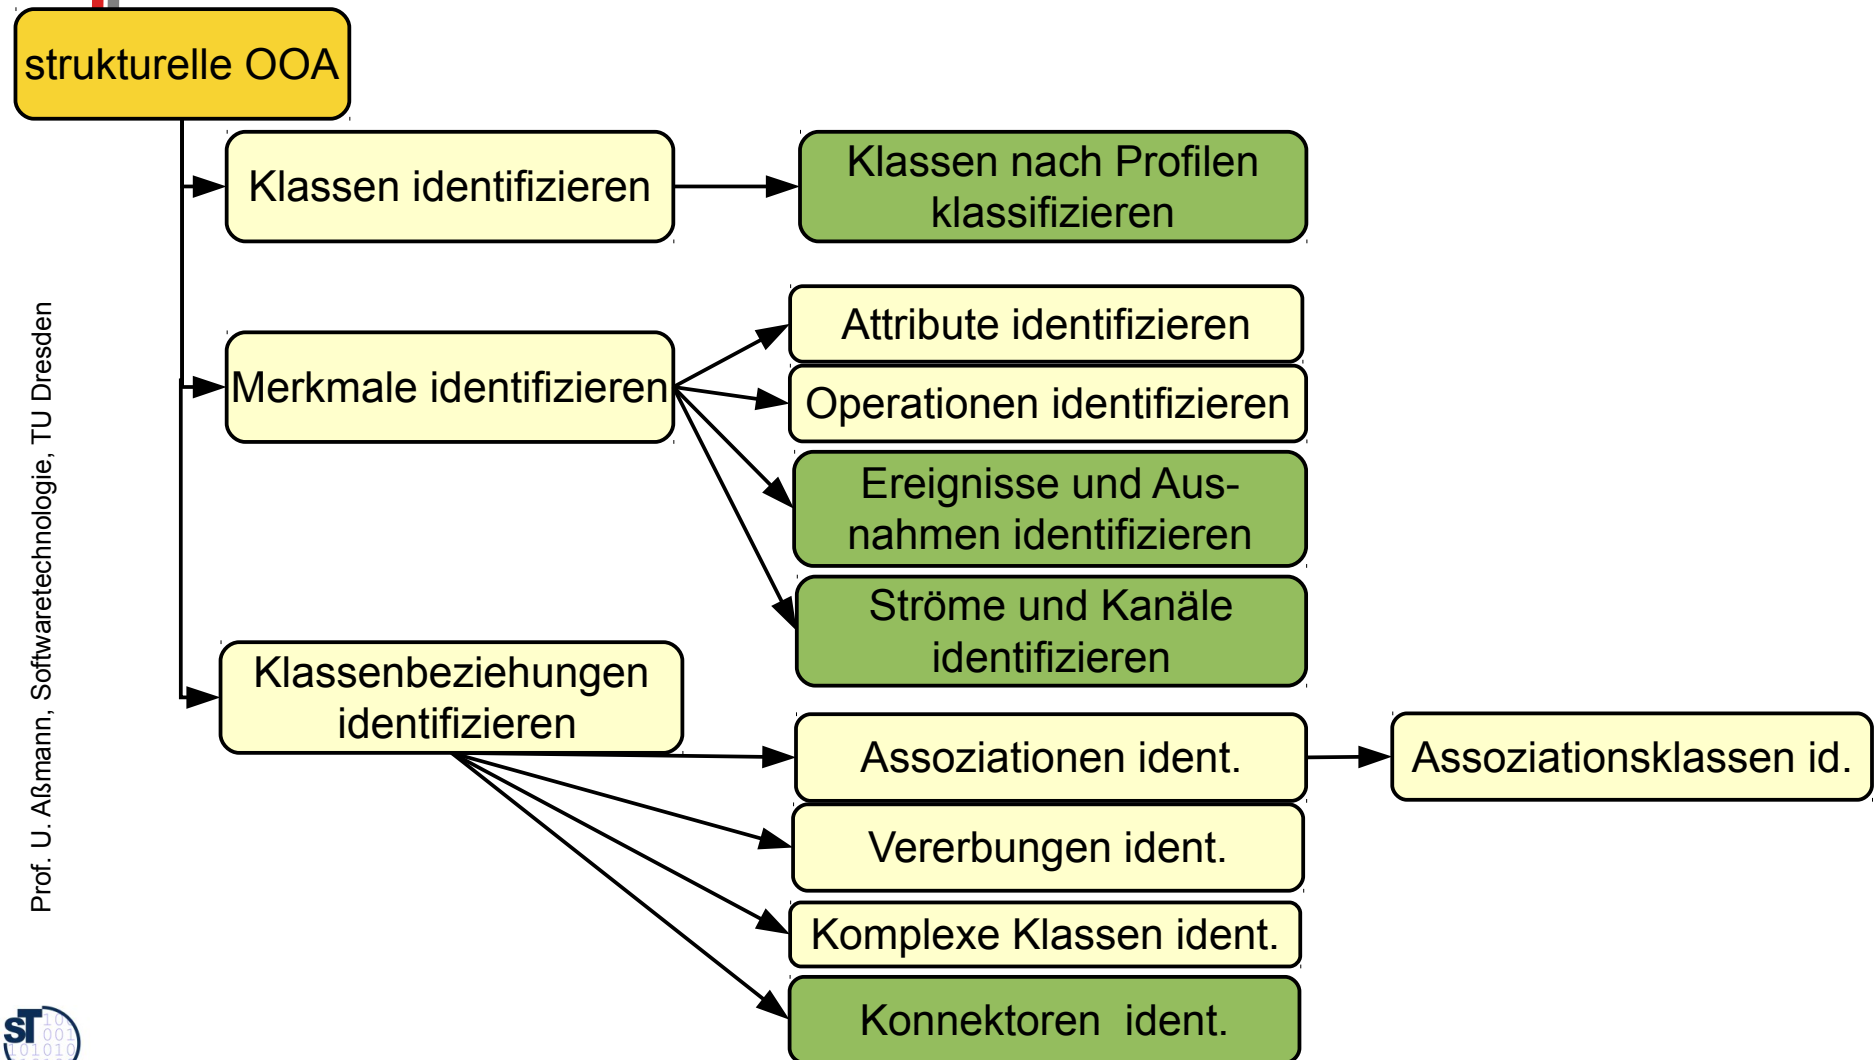 strukturelle OOA
Klassen identifizieren
Klassen nach Profilen
klassifizieren
Merkmale identifizieren
Attribute identifizieren
Operationen identifizieren
Ereignisse und Aus-
nahmen identifizieren
Ströme und Kanäle
identifizieren
Klassenbeziehungen
identifizieren
Assoziationen ident.
Assoziationsklassen id.
Vererbungen ident.
Komplexe Klassen ident.
Konnektoren ident.
Prof. U. Aßmann, Softwaretechnologie, TU Dresden
ST